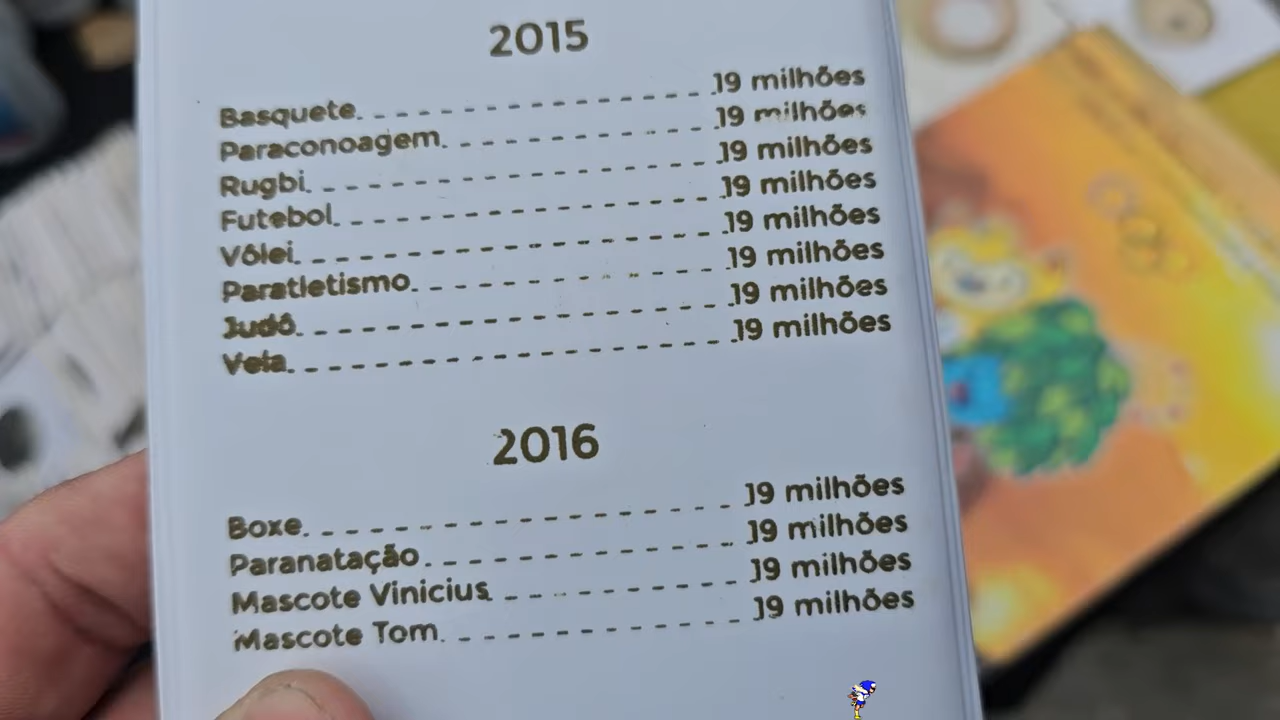 2015
Basquete. - - - - - - - - - - - - - - - - - .19 milhões
Paraconoagem. - - - - - - - - - - - - - .19 milhões
Rugbi. - - - - - - - - - - - - - - - - - - - .19 milhões
Futebol. - - - - - - - - - - - - - - - - - - .19 milhões
Vôlei. - - - - - - - - - - - - - - - - - - - .19 milhões
Paratletismo. - - - - - - - - - - - - - - .19 milhões
Judô. - - - - - - - - - - - - - - - - - - - .19 milhões
Vela. - - - - - - - - - - - - - - - - - - - .19 milhões
2016
Boxe. - - - - - - - - - - - - - - - - - - 19 milhões
Paranatação. - - - - - - - - - - - - - 19 milhões
Mascote Vinicius. - - - - - - - - - - 19 milhões
Mascote Tom. - - - - - - - - - - - - 19 milhões